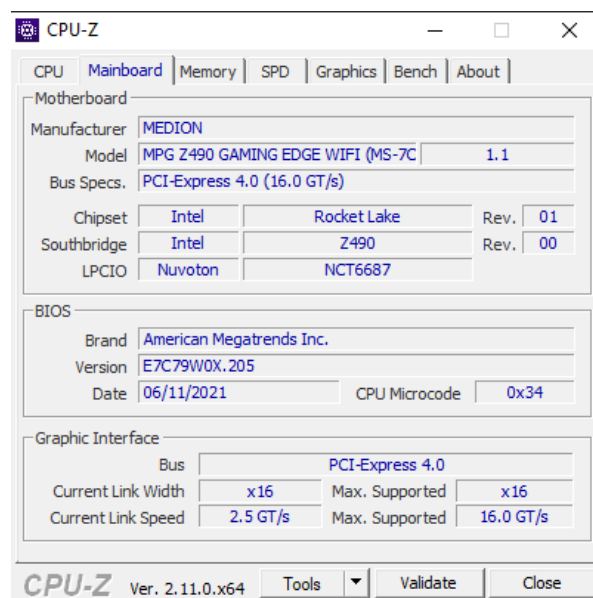 CPU-Z
CPU Mainboard Memory SPD Graphics Bench About
Motherboard
Manufacturer MEDION
Model MPG Z490 GAMING EDGE WIFI (MS-7C 1.1
Bus Specs. PCI-Express 4.0 (16.0 GT/s)
Chipset Intel Rocket Lake Rev. 01
Southbridge Intel Z490 Rev. 00
LPCIO Nuvoton NCT6687
BIOS
Brand American Megatrends Inc.
Version E7C79W0X.205
Date 06/11/2021 CPU Microcode 0x34
Graphic Interface
Bus PCI-Express 4.0
Current Link Width x16 Max. Supported x16
Current Link Speed 2.5 GT/s Max. Supported 16.0 GT/s
CPU-Z Ver. 2.11.0.x64 Tools Validate Close